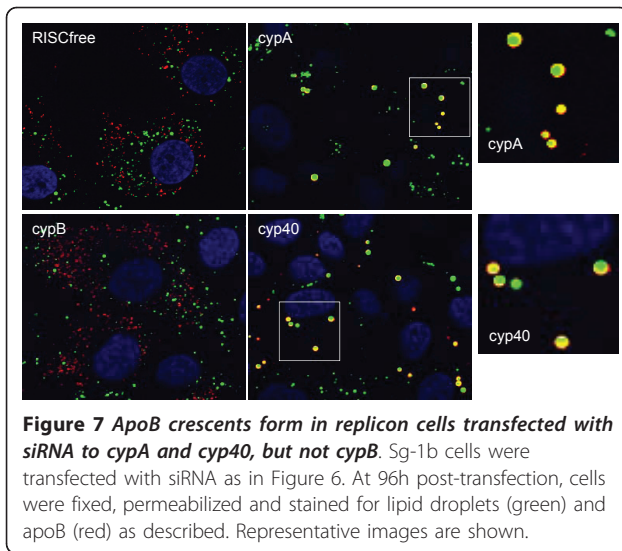 RISCfree
cypA
cypA
cypB
cyp40
cyp40
Figure 7 ApoB crescents form in replicon cells transfected with
siRNA to cypA and cyp40, but not cypB. Sg-1b cells were
transfected with siRNA as in Figure 6. At 96h post-transfection, cells
were fixed, permeabilized and stained for lipid droplets (green) and
apoB (red) as described. Representative images are shown.